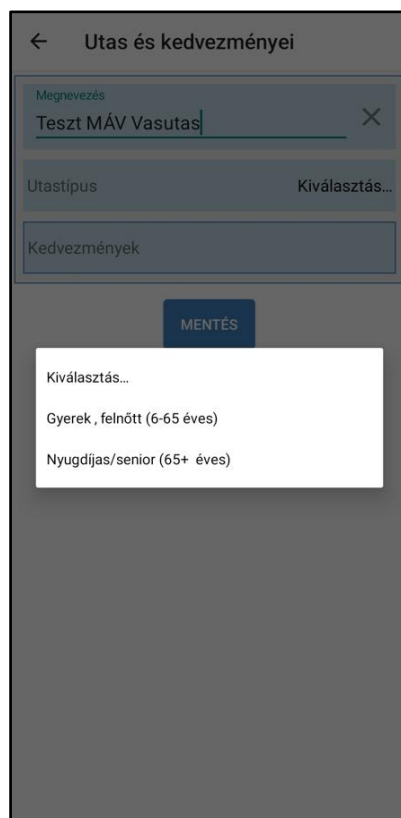 Utas és kedvezményei
Megnevezés
Teszt MÁV Vasutas
Utastípus Kiválasztás...
Kedvezmények
MENTÉS
Kiválasztás...
Gyerek , felnőtt (6-65 éves)
Nyugdíjas/senior (65+ éves)